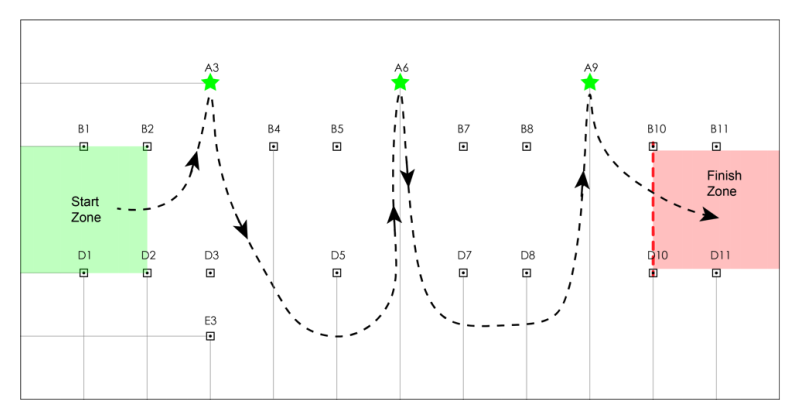 A3 A6 A9
B1 B2 B4 B5 B7 B8 B10 B11
Start
Zone
Finish
Zone
D1 D2 D3 D5 D7 D8 D10 D11
E3